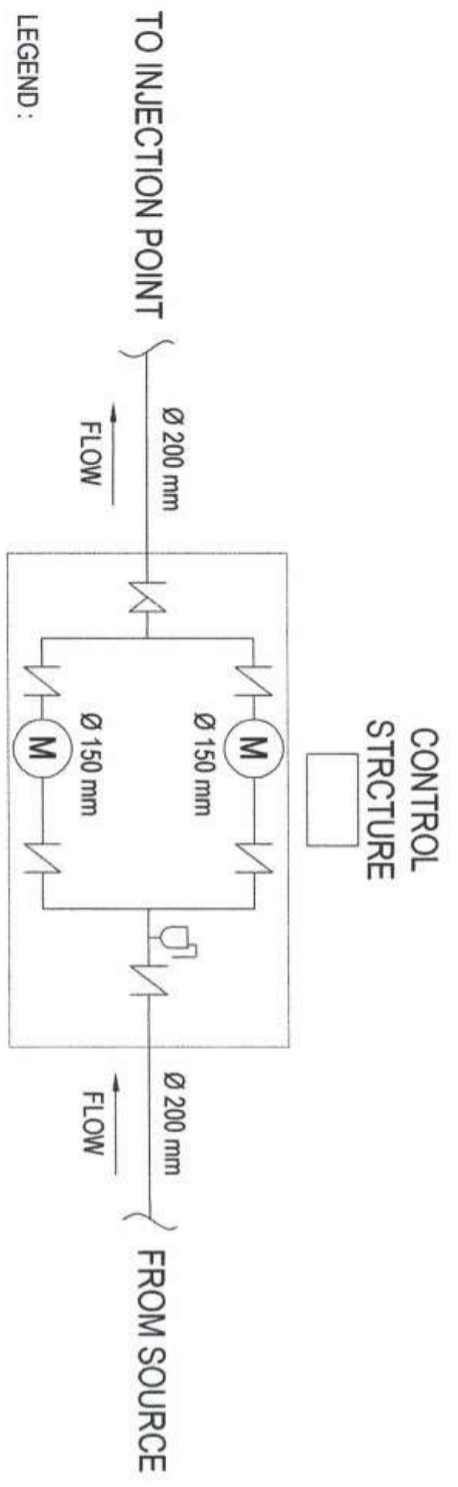 CONTROL
STRCTURE
TO INJECTION POINT
Ø 200 mm
FLOW
M
Ø 150 mm
M
Ø 150 mm
Ø 200 mm
FLOW
FROM SOURCE
LEGEND :